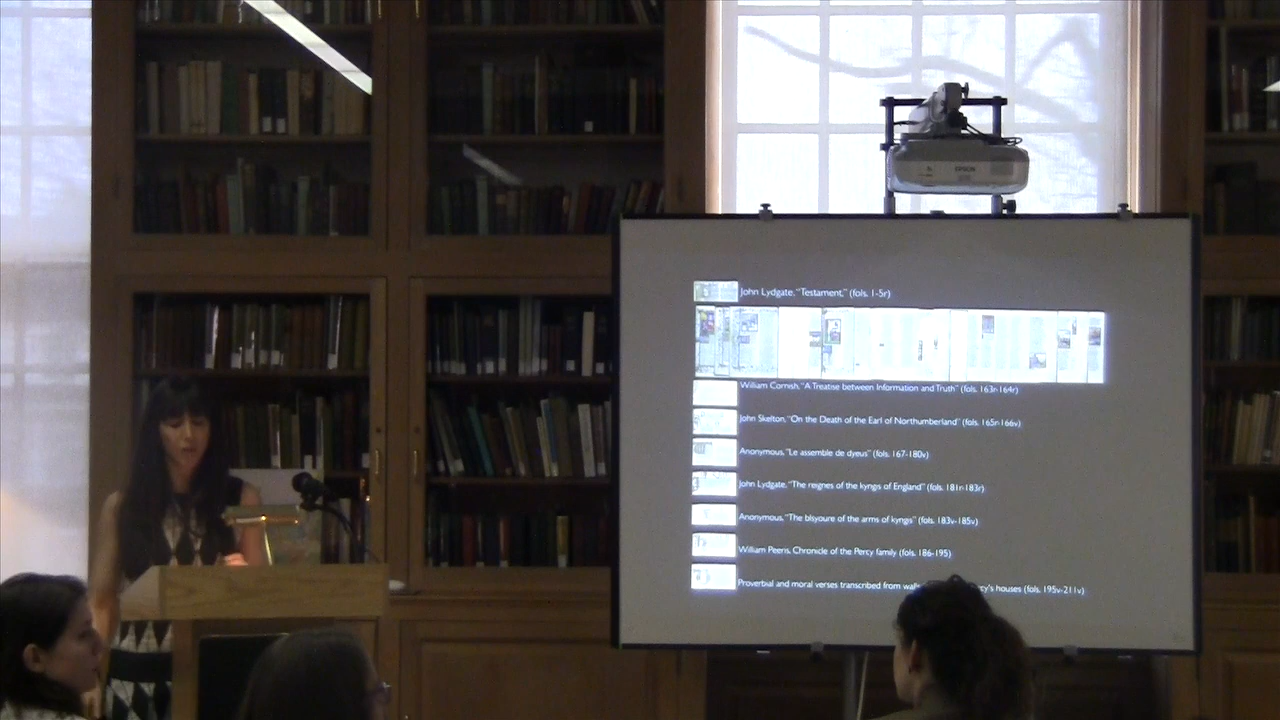 EPSON
John Lydgate, "Testament," (fols. 1-5r)
William Cornish, "A Treatise between Information and Truth" (fols. 163r-164r)
John Skelton, "On the Death of the Earl of Northumberland" (fols. 165r-166v)
Anonymous, "Le assemble de dyeus" (fols. 167-180v)
John Lydgate, "The reignes of the kyngis of England" (fols. 181r-183r)
Anonymous, "The blsyoure of the arms of kyngis" (fols. 183v-185v)
William Peeris, Chronicle of the Percy family (fols. 186-195)
Proverbial and moral verses transcribed from houses (fols. 195v-211v)